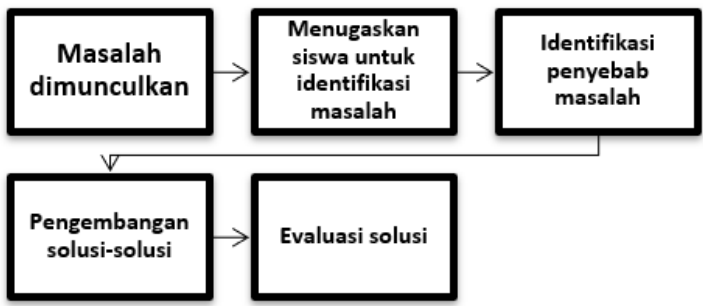 Masalah
dimunculkan
Menugaskan
siswa untuk
identifikasi
masalah
Identifikasi
penyebab
masalah
Pengembangan
solusi-solusi
Evaluasi solusi